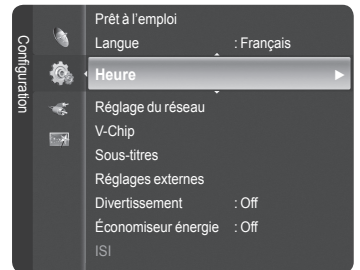 Configuration
Prêt à l'emploi
Langue : Français
Heure
Réglage du réseau
V-Chip
Sous-titres
Réglages externes
Divertissement : Off
Économiseur énergie : Off
ISI